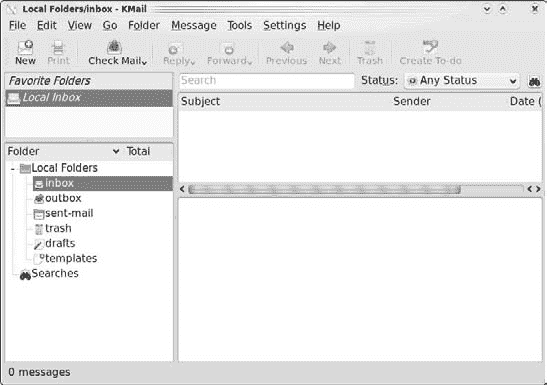 Local Folders/inbox - KMail
File Edit View Go Folder Message Tools Settings Help
New Print Check Mail Reply Forward Previous Next Trash Create To-do
Favorite Folders
Local Inbox
Search Status: Any Status
Subject Sender Date (
Folder Total
Local Folders
inbox
outbox
sent-mail
trash
drafts
templates
Searches
0 messages